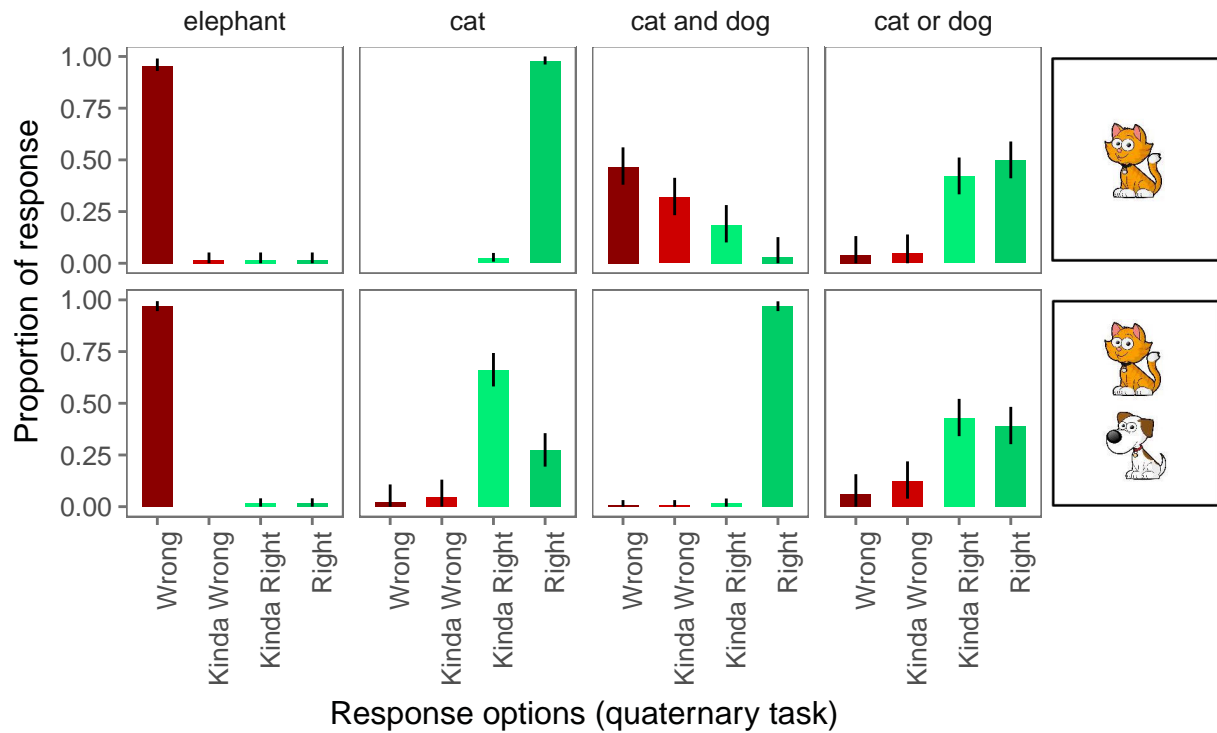 elephant cat cat and dog cat or dog
Proportion of response
1.00
0.75
0.50
0.25
0.00
1.00
0.75
0.50
0.25
0.00
Wrong
Kinda Wrong
Kinda Right
Right
Wrong
Kinda Wrong
Kinda Right
Right
Wrong
Kinda Wrong
Kinda Right
Right
Wrong
Kinda Wrong
Kinda Right
Right
Response options (quaternary task)